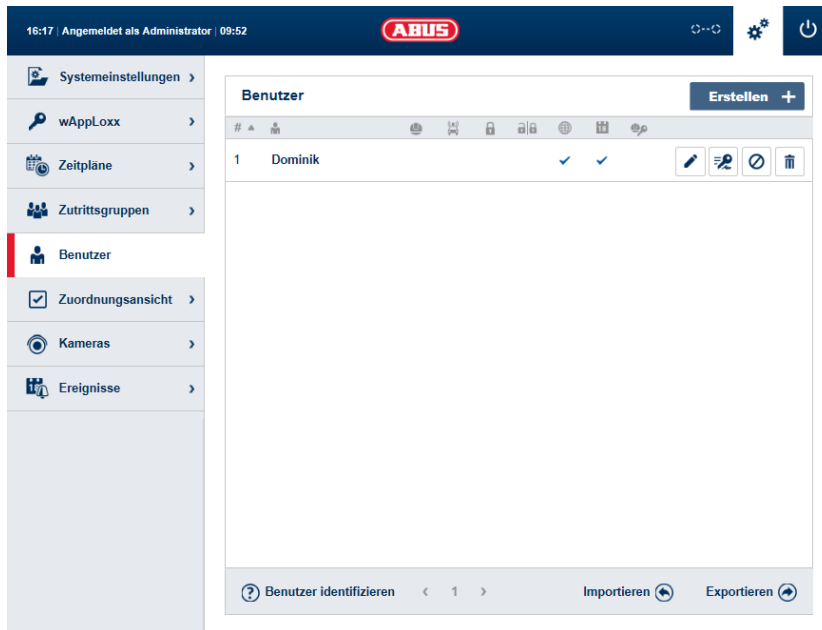 16:17 | Angemeldet als Administrator | 09:52
ABUS
Systemeinstellungen
wAppLoxx
Zeitpläne
Zutrittsgruppen
Benutzer
Zuordnungsansicht
Kameras
Ereignisse
Benutzer
Erstellen +
#
1 Dominik
Benutzer identifizieren
< 1 >
Importieren
Exportieren